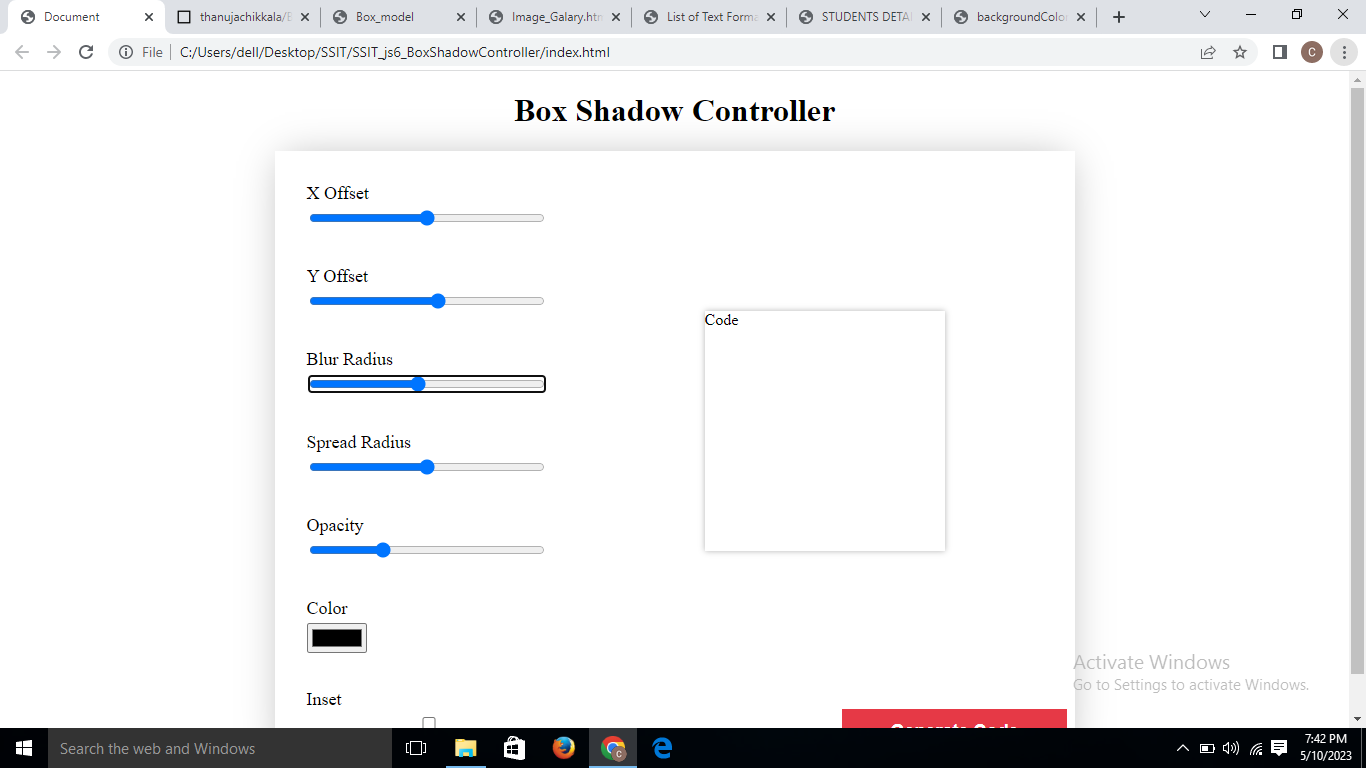 Document
thanujachikkala/B
Box_model
Image_Galary.htm
List of Text Forma
STUDENTS DETAI
backgroundColor
File
C:/Users/dell/Desktop/SSIT/SSIT_js6_BoxShadowController/index.html
C
Box Shadow Controller
X Offset
Y Offset
Code
Blur Radius
Spread Radius
Opacity
Color
Activate Windows
Go to Settings to activate Windows.
Inset
Generate Code
Search the web and Windows
C
7:42 PM
5/10/2023